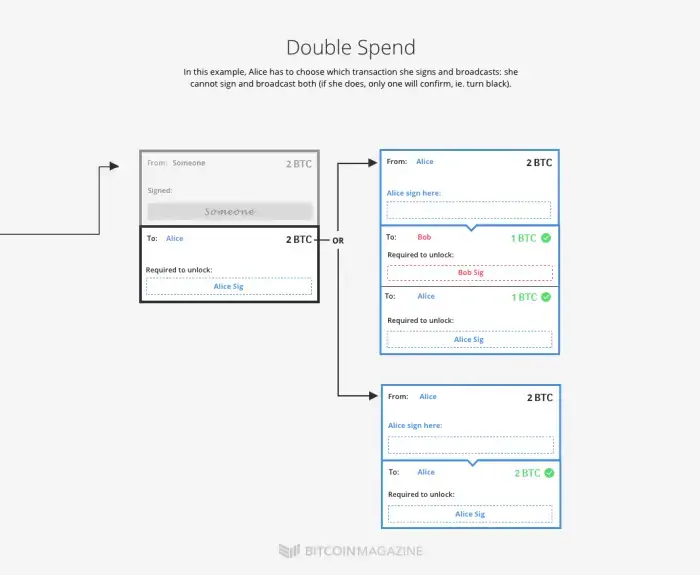 Double Spend
In this example, Alice has to choose which transaction she signs and broadcasts: she
cannot sign and broadcast both (if she does, only one will confirm, ie. turn black).
From: Someone 2 BTC
Signed:
Someone
To: Alice 2 BTC
Required to unlock:
Alice Sig
OR
From: Alice 2 BTC
Alice sign here:
To: Bob 1 BTC
Required to unlock:
Bob Sig
To: Alice 1 BTC
Required to unlock:
Alice Sig
From: Alice 2 BTC
Alice sign here:
To: Alice 2 BTC
Required to unlock:
Alice Sig
BITCOINMAGAZINE